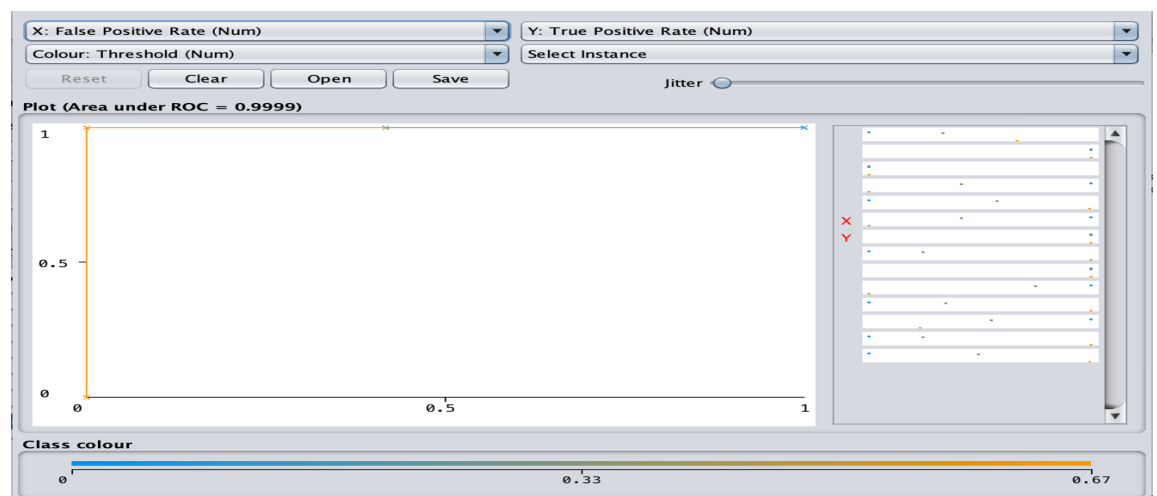 X: False Positive Rate (Num) Y: True Positive Rate (Num)
Colour: Threshold (Num) Select Instance
Reset Clear Open Save Jitter
Plot (Area under ROC = 0.9999)
1
0.5
0
0 0.5 1
X
Y
Class colour
0 0.33 0.67